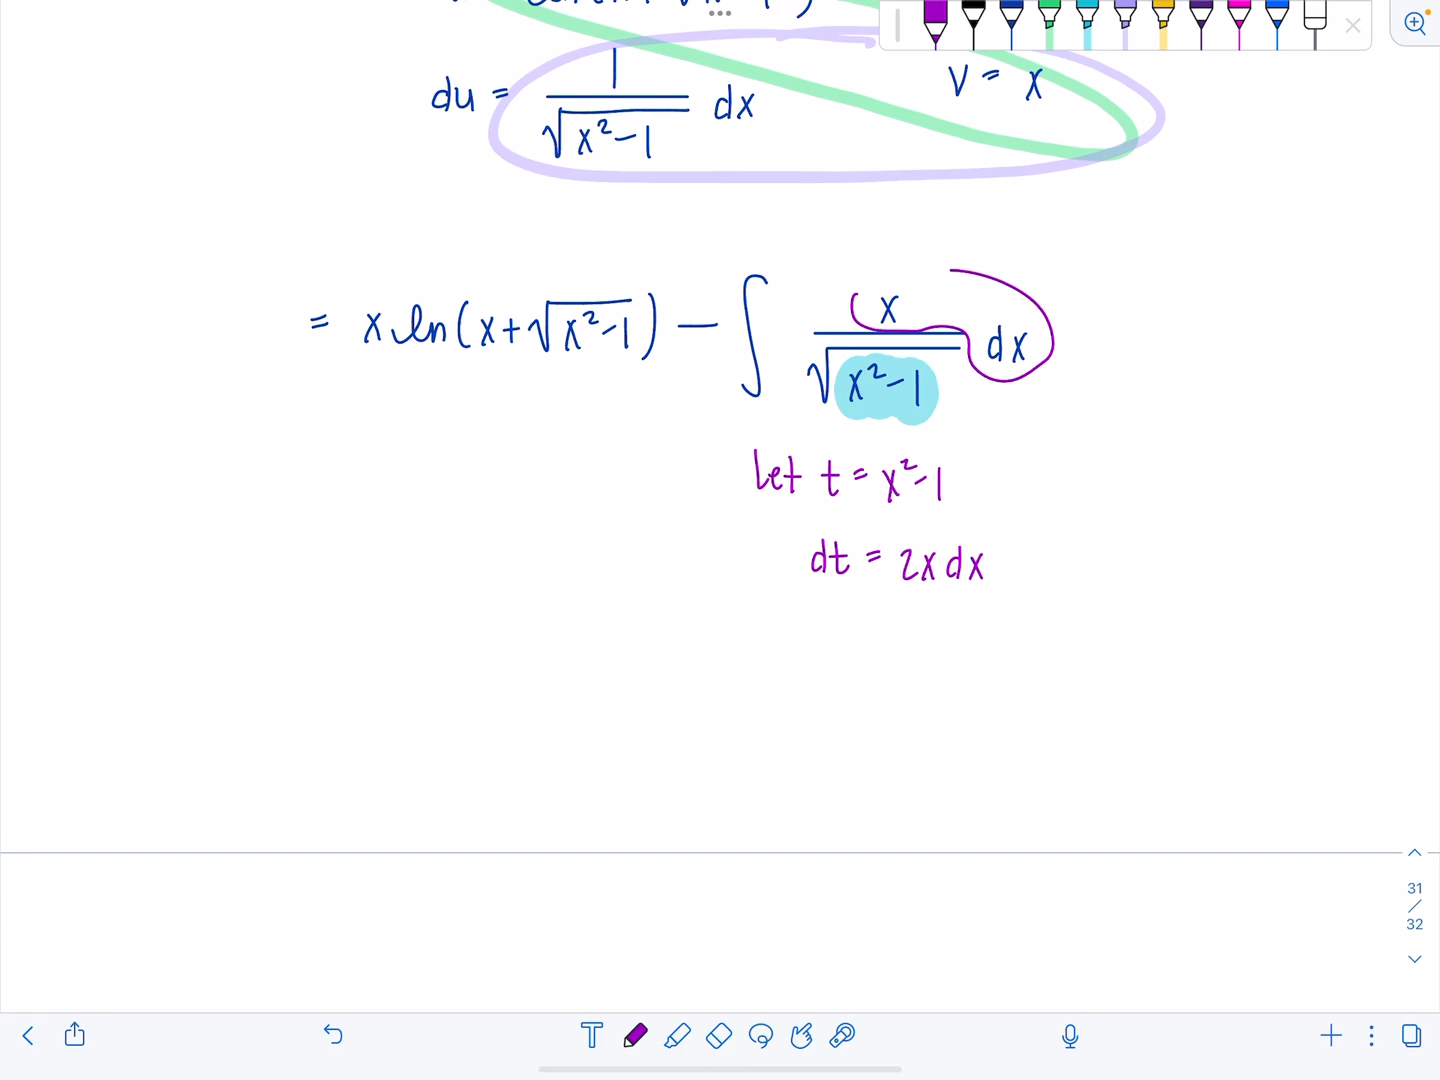 du = 1/√(x²-1) dx
v = x
= x ln(x+√(x²-1)) - ∫ x/√(x²-1) dx
let t = x²-1
dt = 2x dx
31
/
32
T